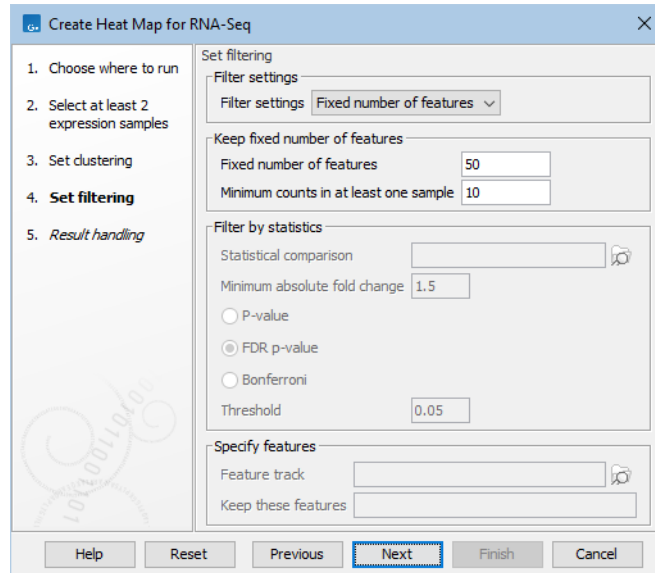 G.
Create Heat Map for RNA-Seq
1. Choose where to run
2. Select at least 2
expression samples
3. Set clustering
4. Set filtering
5. Result handling
Set filtering
Filter settings
Filter settings Fixed number of features
Keep fixed number of features
Fixed number of features 50
Minimum counts in at least one sample 10
Filter by statistics
Statistical comparison
Minimum absolute fold change 1.5
P-value
FDR p-value
Bonferroni
Threshold 0.05
Specify features
Feature track
Keep these features
Help Reset Previous Next Finish Cancel